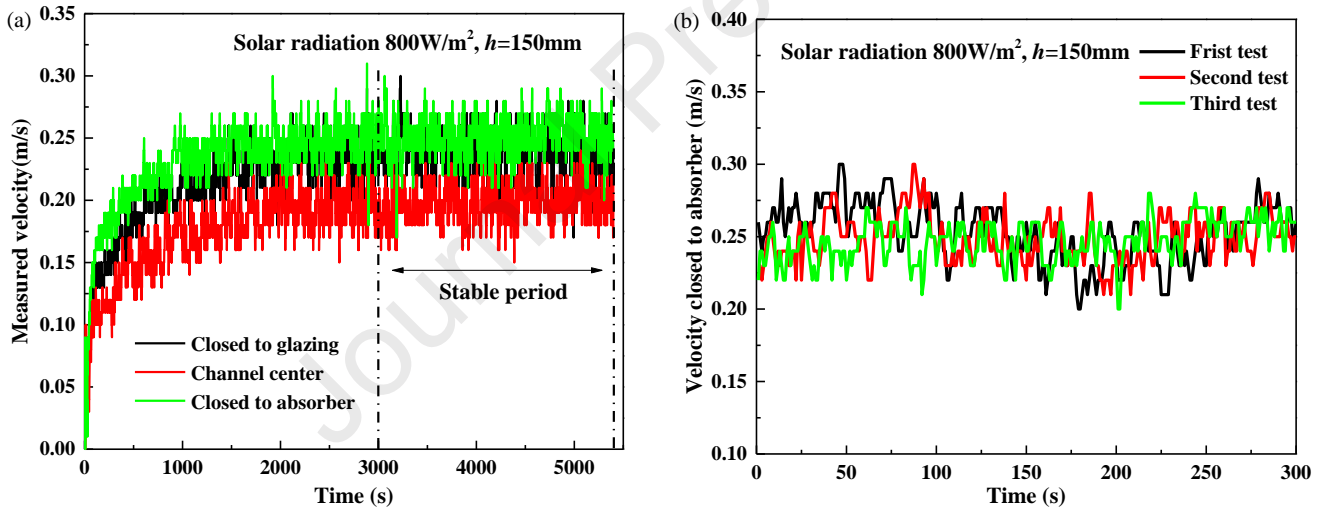 (a)
Solar radiation 800W/m², h=150mm
Measured velocity(m/s)
0.35
0.30
0.25
0.20
0.15
0.10
0.05
0.00
Stable period
Closed to glazing
Channel center
Closed to absorber
0 1000 2000 3000 4000 5000
Time (s)
(b)
Solar radiation 800W/m², h=150mm
Frist test
Second test
Third test
Velocity closed to absorber (m/s)
0.40
0.35
0.30
0.25
0.20
0.15
0.10
0 50 100 150 200 250 300
Time (s)
Journal Pre